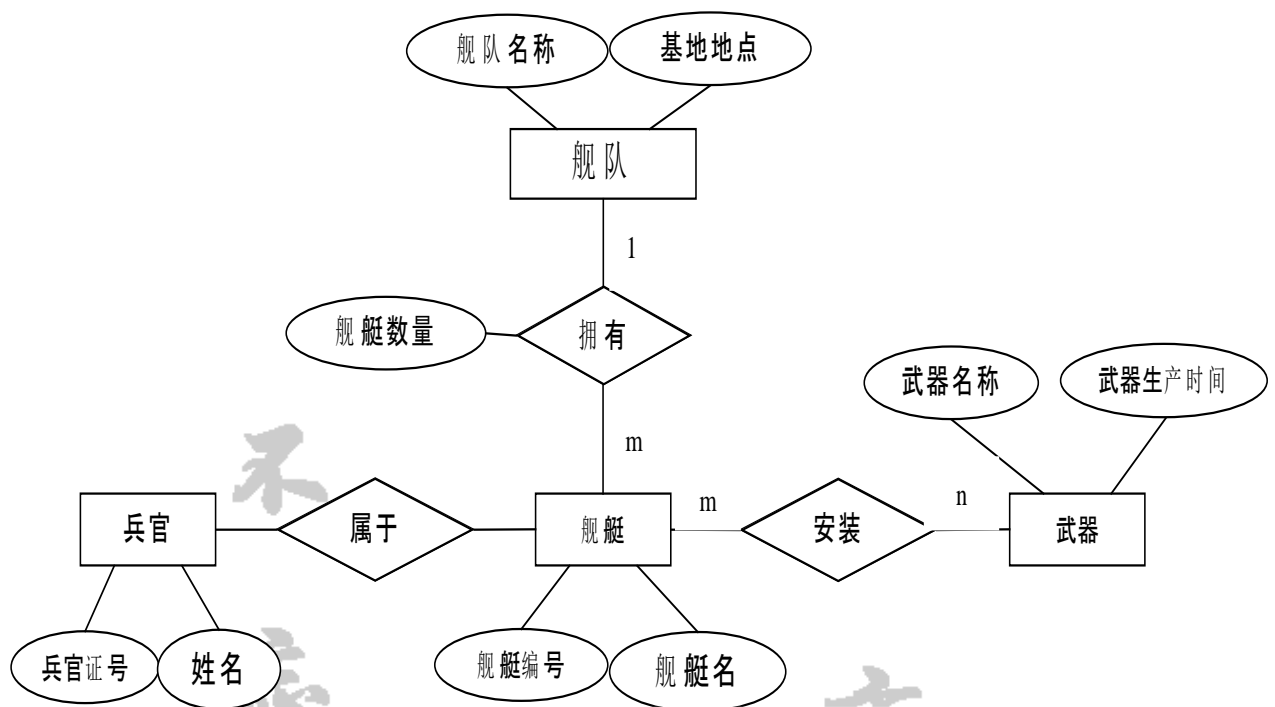 舰队名称
基地地点
舰队
1
舰艇数量
拥有
武器名称
武器生产时间
m
兵官
属于
舰艇
m
安装
n
武器
兵官证号
姓名
舰艇编号
舰艇名
不